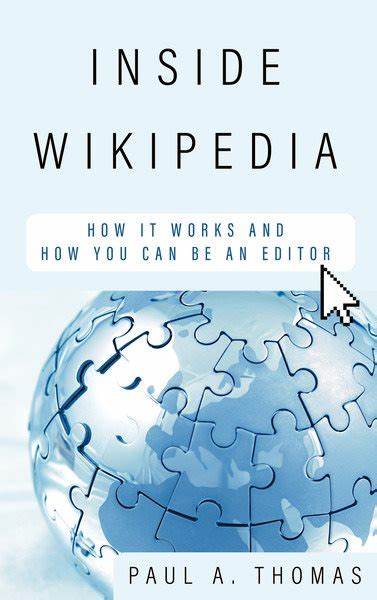 INSIDE
WIKIPEDIA
HOW IT WORKS AND
HOW YOU CAN BE AN EDITOR
PAUL A. THOMAS